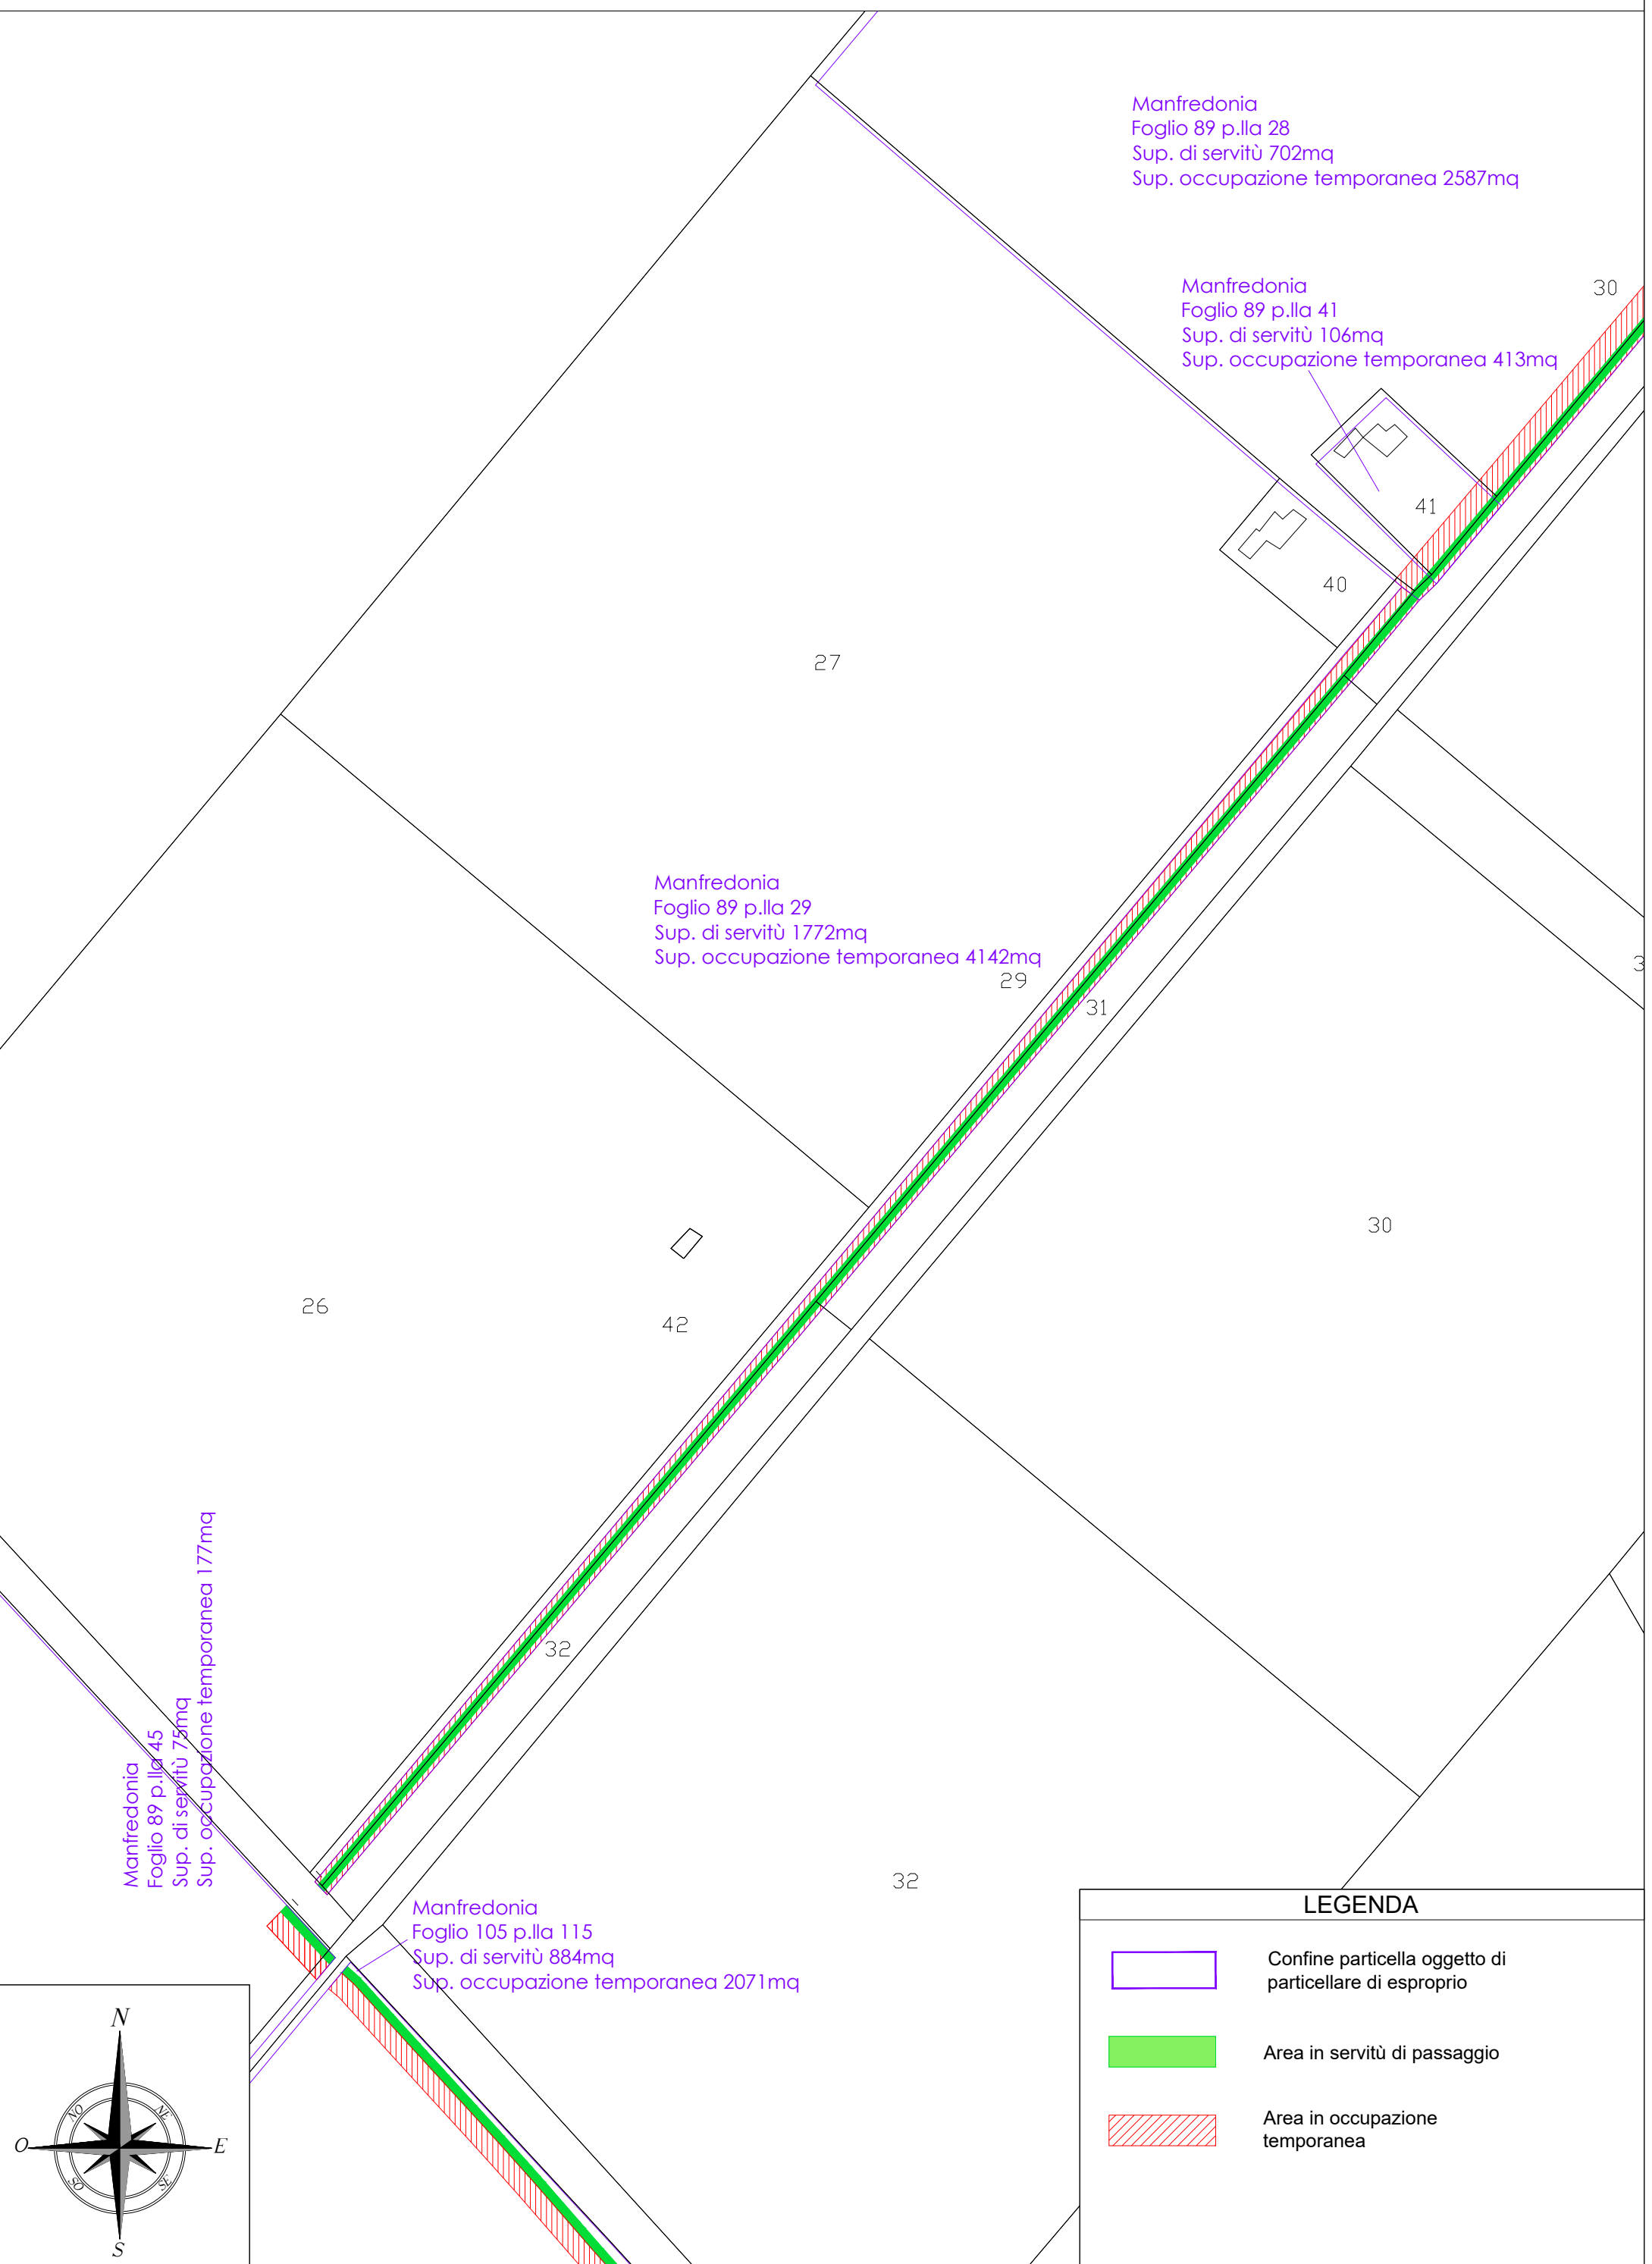 Manfredonia
Foglio 89 p.lla 28
Sup. di servitù 702mq
Sup. occupazione temporanea 2587mq
Manfredonia
Foglio 89 p.lla 41
Sup. di servitù 106mq
Sup. occupazione temporanea 413mq
30
41
40
27
Manfredonia
Foglio 89 p.lla 29
Sup. di servitù 1772mq
Sup. occupazione temporanea 4142mq
29
31
30
26
42
32
Manfredonia
Foglio 89 p.lla 45
Sup. di servitù 75mq
Sup. occupazione temporanea 177mq
32
Manfredonia
Foglio 105 p.lla 115
Sup. di servitù 884mq
Sup. occupazione temporanea 2071mq
LEGENDA
Confine particella oggetto di
particellare di esproprio
Area in servitù di passaggio
Area in occupazione
temporanea
N
NO
NE
O
E
SO
SE
S